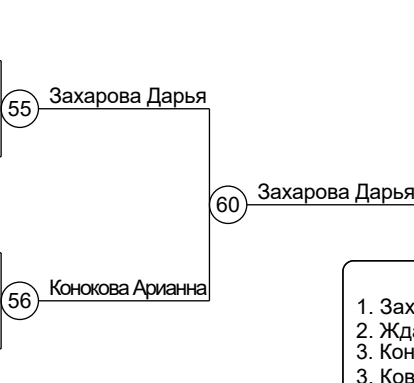 55
Захарова Дарья
60
Захарова Дарья
56
Конокова Арианна
1. Зах
2. Жда
3. Кон
3. Ков